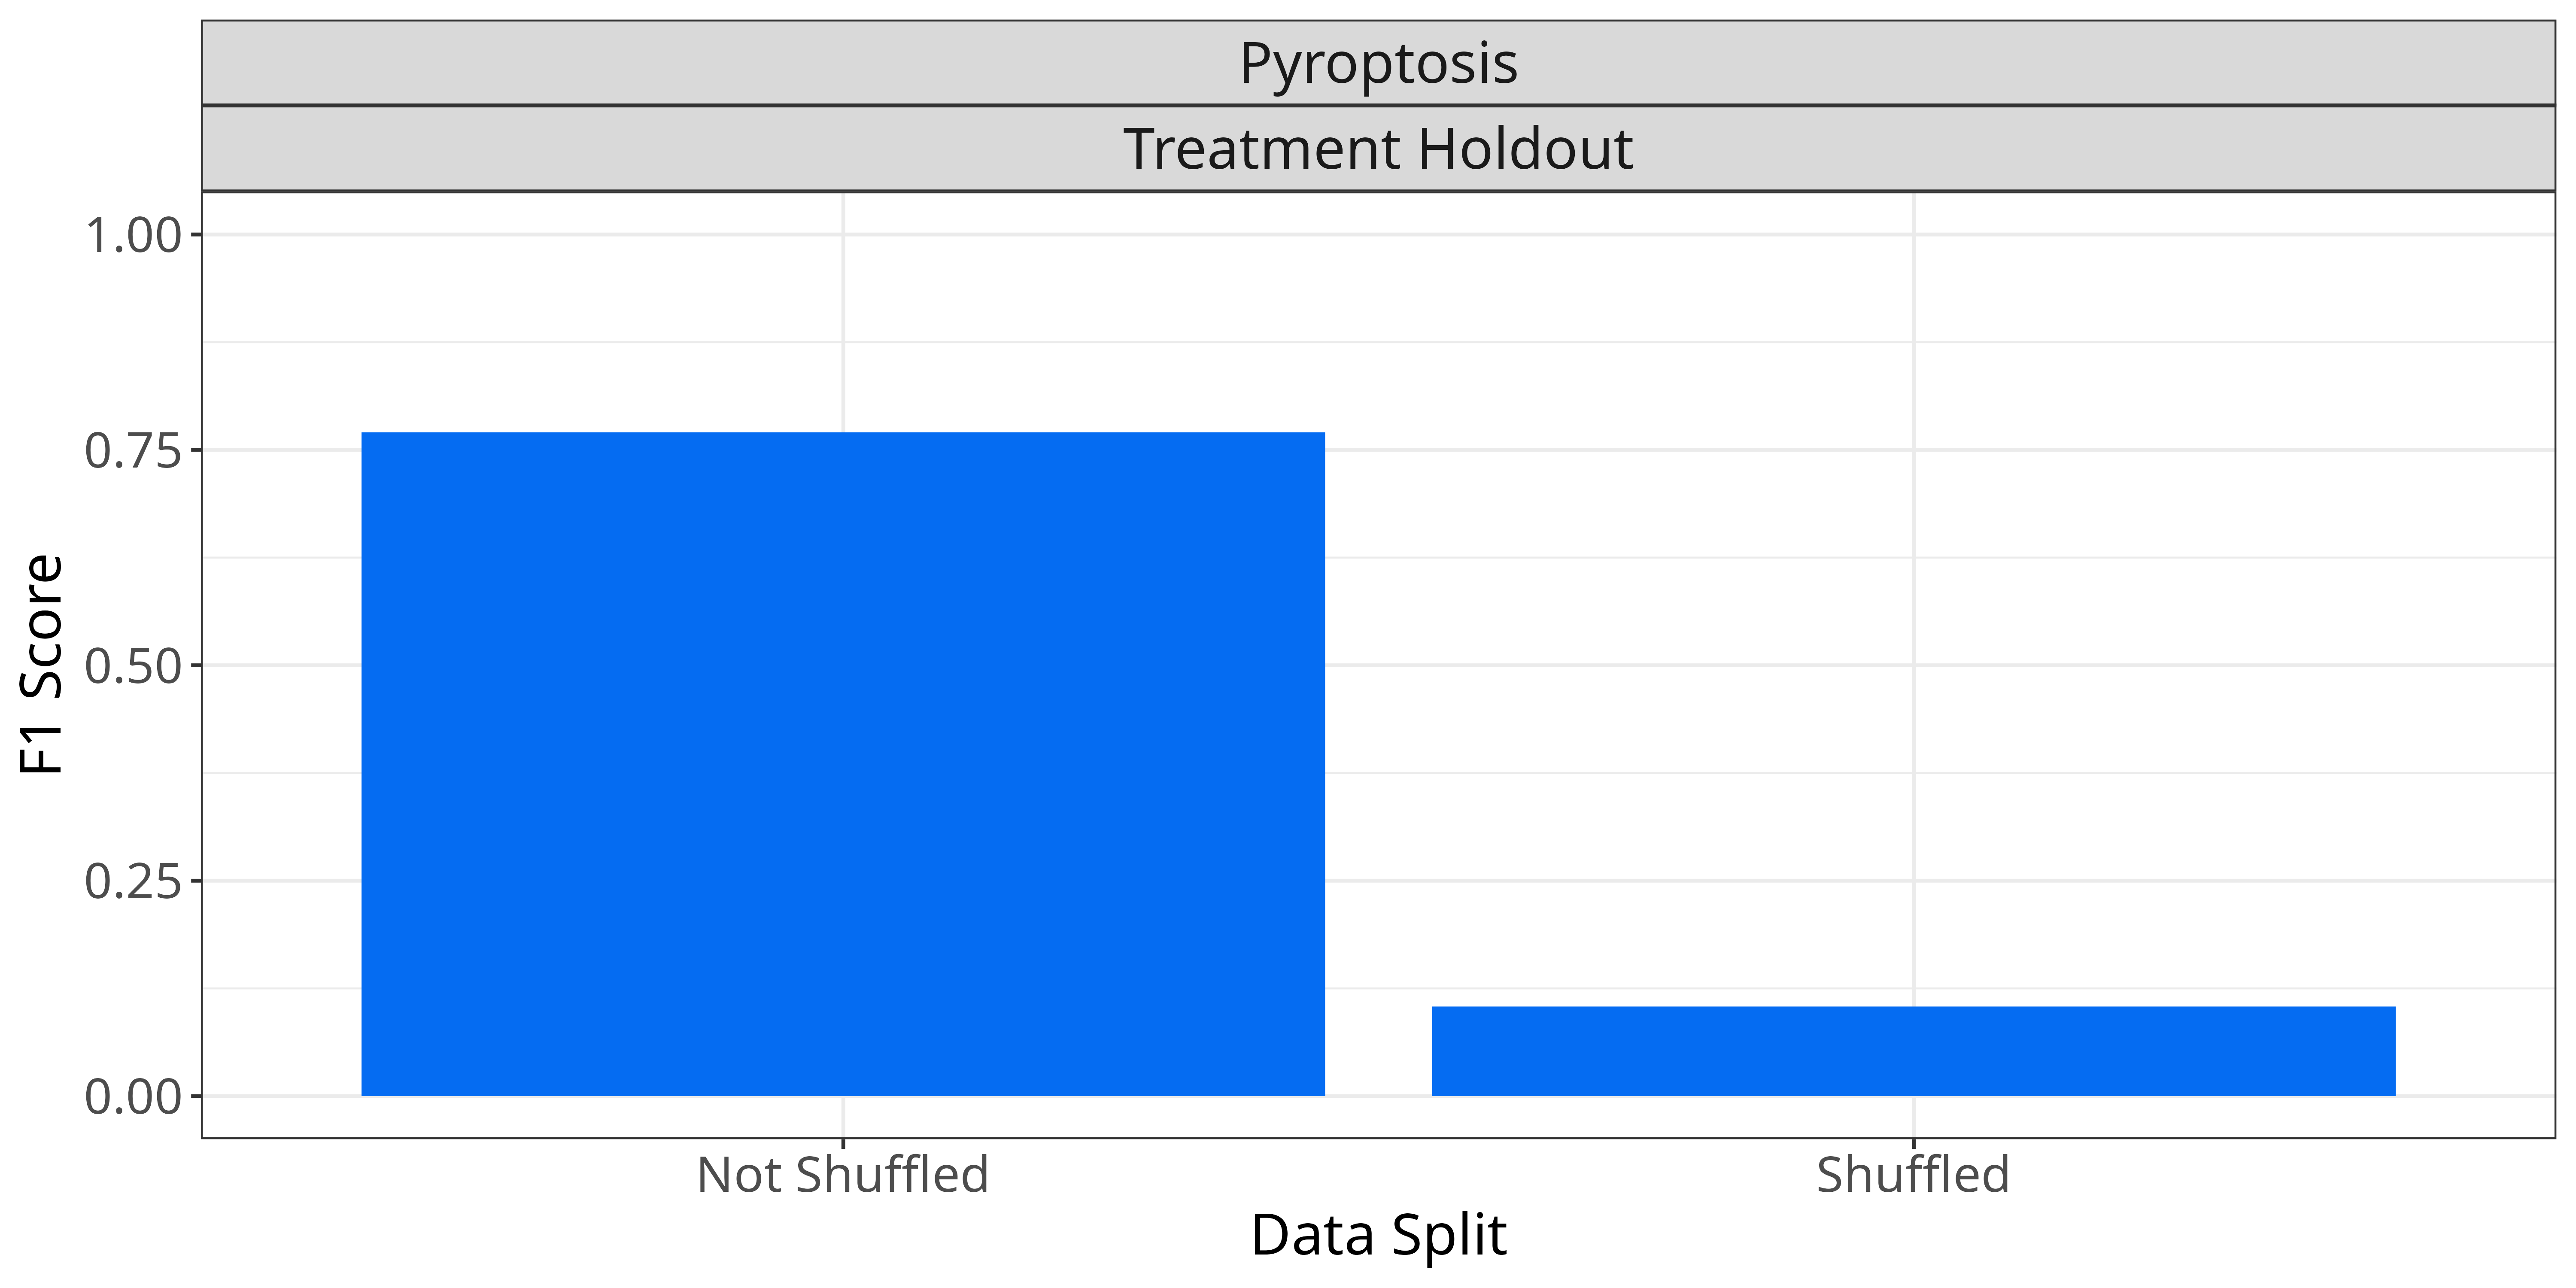 Pyroptosis
Treatment Holdout
1.00
0.75
0.50
0.25
0.00
F1 Score
Not Shuffled
Shuffled
Data Split